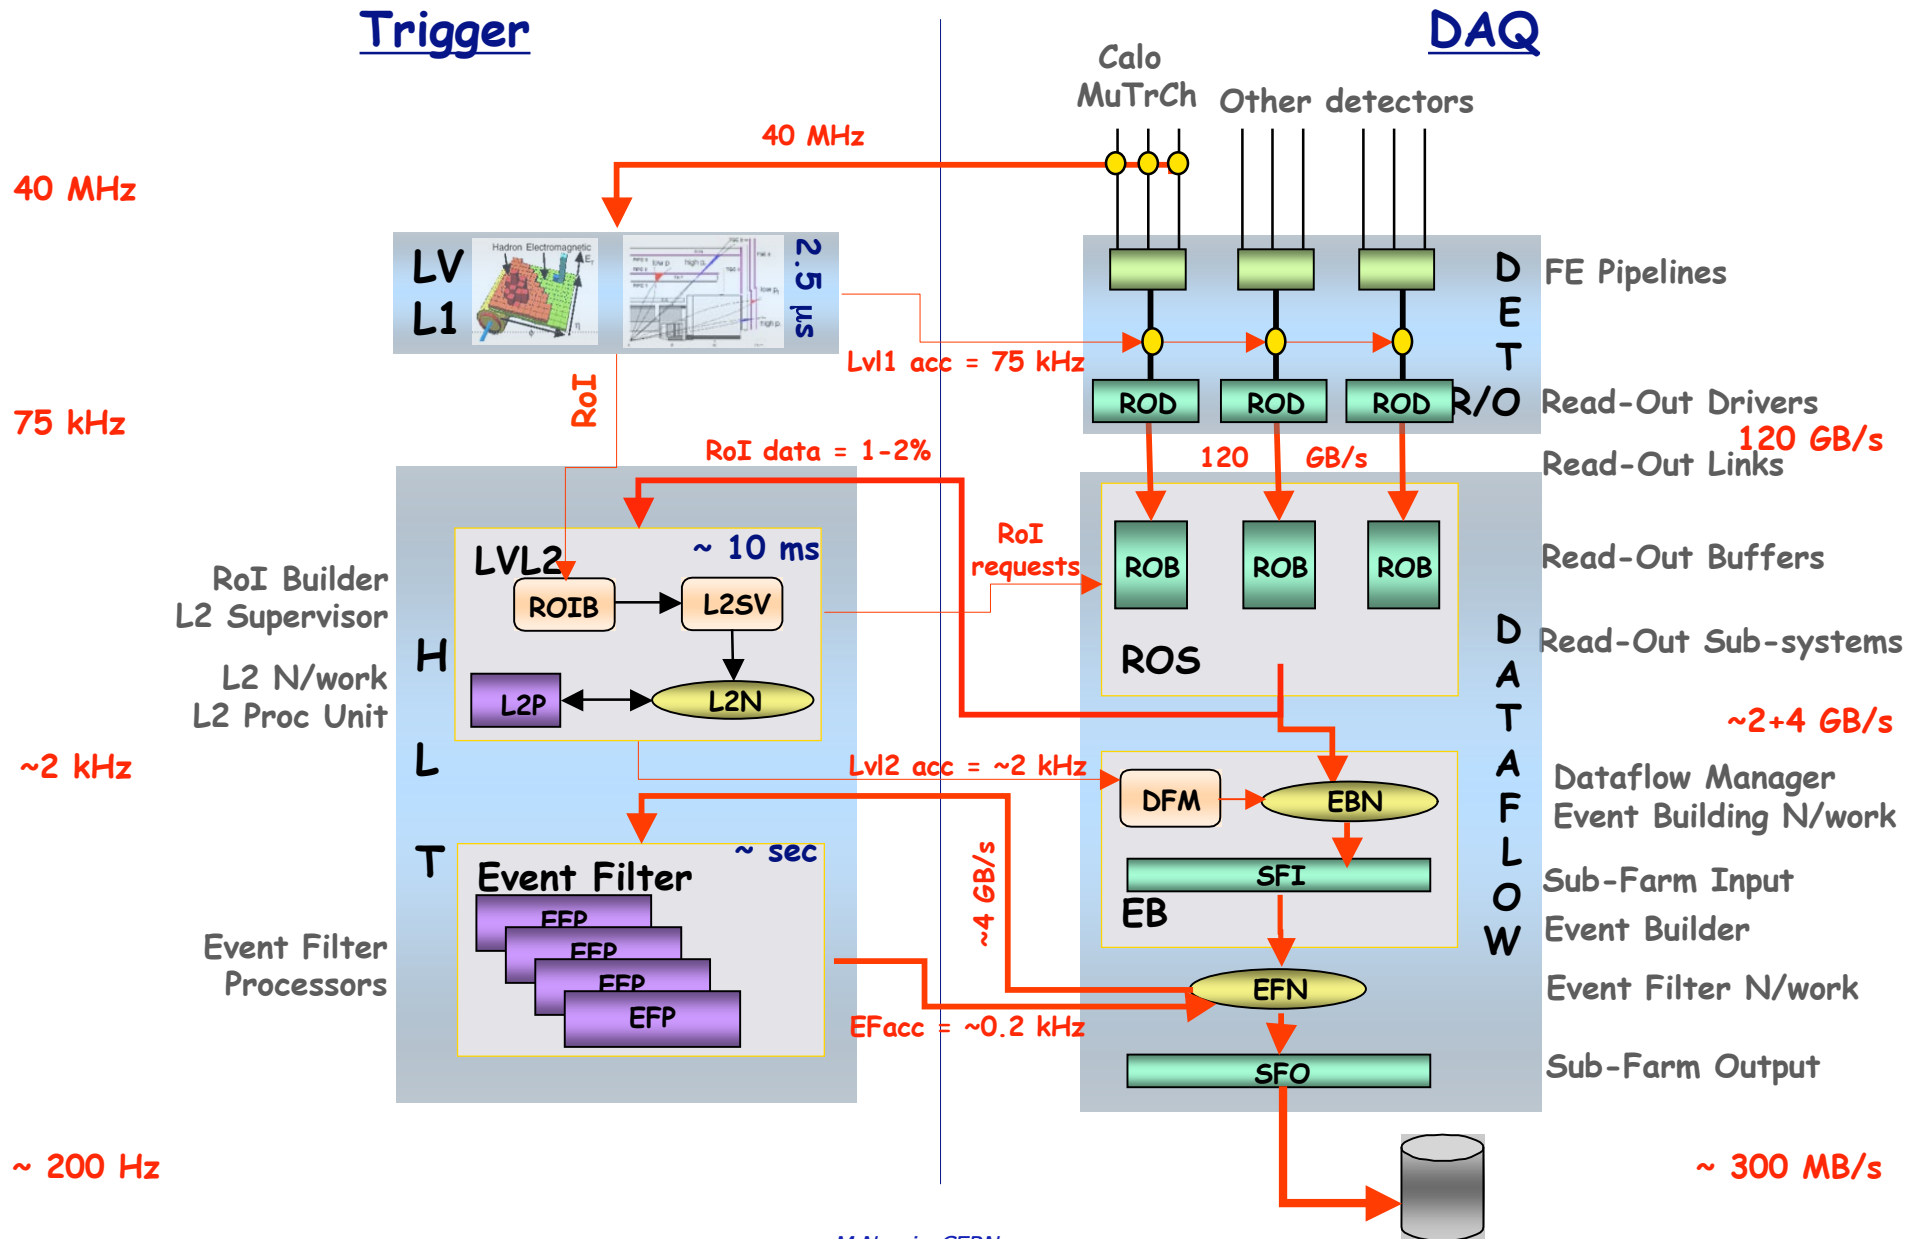 Trigger
DAQ
Calo
MuTrCh
Other detectors
40 MHz
40 MHz
LV
L1
Hadron Electromagnetic
2.5 μs
D
E
T
R/O
FE Pipelines
Lvl1 acc = 75 kHz
RoI
ROD
ROD
ROD
Read-Out Drivers
75 kHz
120 GB/s
RoI data = 1-2%
120 GB/s
Read-Out Links
LVL2
~ 10 ms
RoI
requests
ROB
ROB
ROB
Read-Out Buffers
RoI Builder
L2 Supervisor
ROIB
L2SV
ROS
Read-Out Sub-systems
H
L
T
D
A
T
A
F
L
O
W
L2 N/work
L2 Proc Unit
L2P
L2N
~2+4 GB/s
~2 kHz
Lvl2 acc = ~2 kHz
DFM
EBN
Dataflow Manager
Event Building N/work
~ sec
Event Filter
~4 GB/s
SFI
EB
Sub-Farm Input
Event Builder
EFP
EFP
EFP
EFP
Event Filter
Processors
EFN
Event Filter N/work
EFacc = ~0.2 kHz
SFO
Sub-Farm Output
~ 200 Hz
~ 300 MB/s